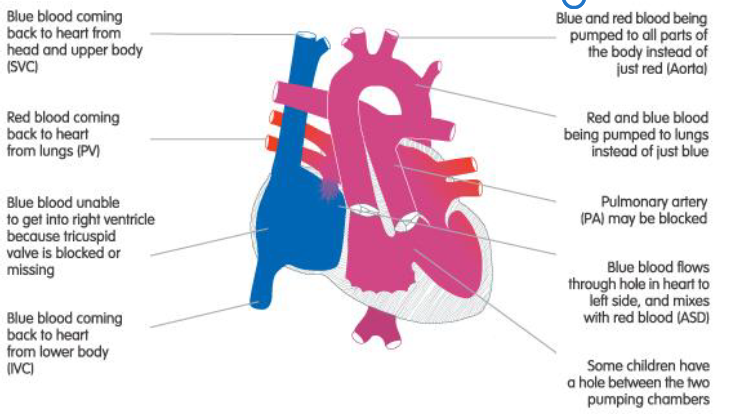 Blue blood coming
back to heart from
head and upper body
(SVC)
Red blood coming
back to heart
from lungs (PV)
Blue blood unable
to get into right ventricle
because tricuspid
valve is blocked or
missing
Blue blood coming
back to heart
from lower body
(IVC)
Blue and red blood being
pumped to all parts of
the body instead of
just red (Aorta)
Red and blue blood
being pumped to lungs
instead of just blue
Pulmonary artery
(PA) may be blocked
Blue blood flows
through hole in heart to
left side, and mixes
with red blood (ASD)
Some children have
a hole between the two
pumping chambers